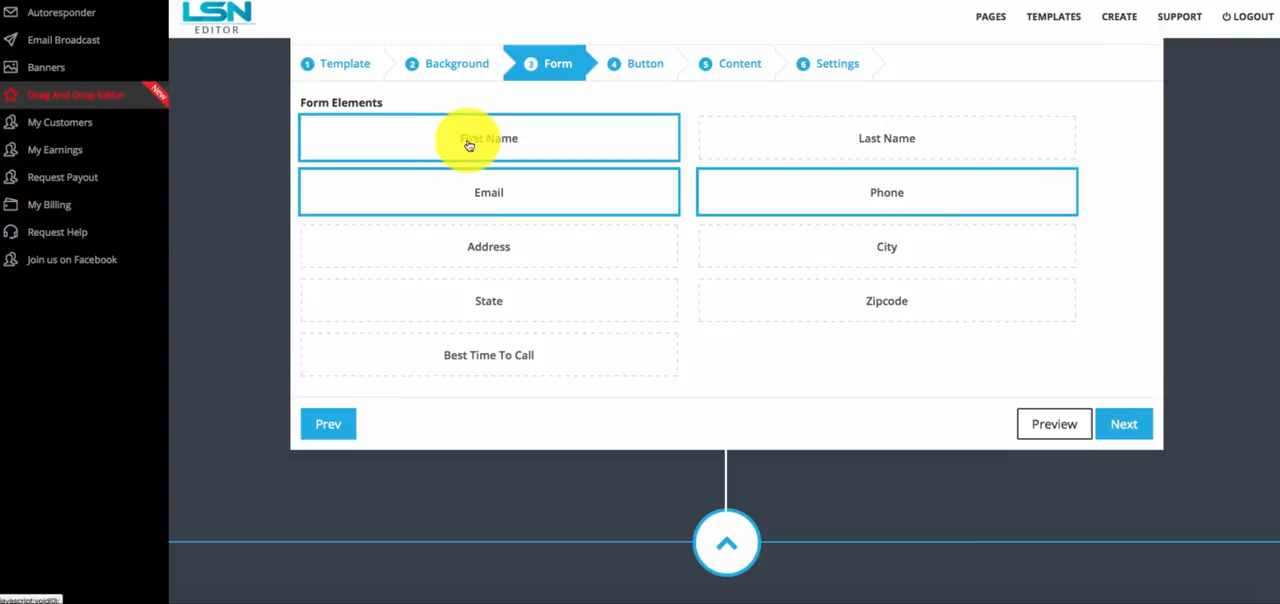 Autoresponder
Email Broadcast
Banners
Drag And Drop Editor
New
My Customers
My Earnings
Request Payout
My Billing
Request Help
Join us on Facebook
LSN
EDITOR
PAGES TEMPLATES CREATE SUPPORT LOGOUT
1 Template 2 Background 3 Form 4 Button 5 Content 6 Settings
Form Elements
First Name Last Name
Email Phone
Address City
State Zipcode
Best Time To Call
Prev Preview Next
javascript:void(0);